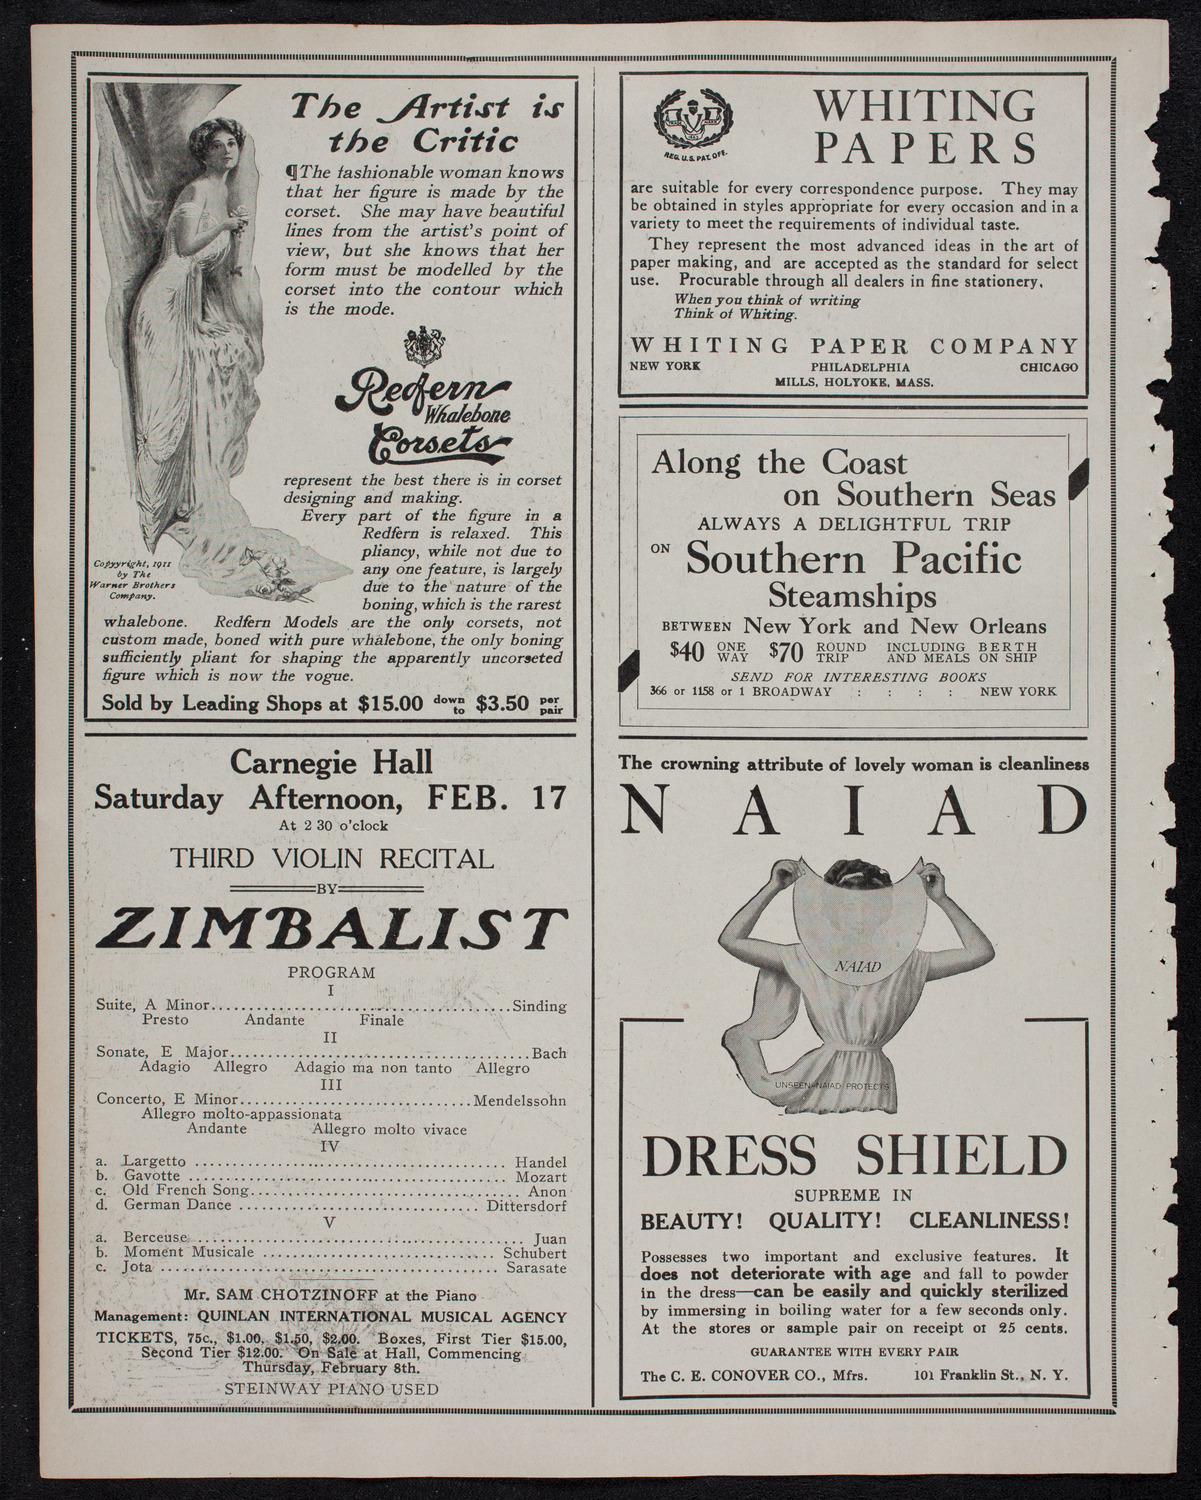 The Artist is
the Critic
¶The fashionable woman knows
that her figure is made by the
corset. She may have beautiful
lines from the artist's point of
view, but she knows that her
form must be modelled by the
corset into the contour which
is the mode.
Redfern
Whalebone
Corsets
represent the best there is in corset
designing and making.
Every part of the figure in a
Redfern is relaxed. This
pliancy, while not due to
any one feature, is largely
due to the nature of the
boning, which is the rarest
Copyyright, 1911
by The
Warner Brothers
Company.
whalebone. Redfern Models are the only corsets, not
custom made, boned with pure whalebone, the only boning
sufficiently pliant for shaping the apparently uncorseted
figure which is now the vogue.
Sold by Leading Shops at $15.00 down to $3.50 per pair
Carnegie Hall
Saturday Afternoon, FEB. 17
At 2 30 o'clock
THIRD VIOLIN RECITAL
BY
ZIMBALIST
PROGRAM
I
Suite, A Minor..................................Sinding
Presto Andante Finale
II
Sonate, E Major..................................Bach
Adagio Allegro Adagio ma non tanto Allegro
III
Concerto, E Minor..........................Mendelssohn
Allegro molto-appassionata
Andante Allegro molto vivace
IV
a. Largetto ........................................ Handel
b. Gavotte ......................................... Mozart
c. Old French Song.................................. Anon
d. German Dance ............................... Dittersdorf
V
a. Berceuse.......................................... Juan
b. Moment Musicale .............................. Schubert
c. Jota .......................................... Sarasate
Mr. SAM CHOTZINOFF at the Piano
Management: QUINLAN INTERNATIONAL MUSICAL AGENCY
TICKETS, 75c., $1.00, $1.50, $2.00. Boxes, First Tier $15.00,
Second Tier $12.00. On Sale at Hall, Commencing
Thursday, February 8th.
STEINWAY PIANO USED
REG. U.S. PAT. OFF.
WHITING
PAPERS
are suitable for every correspondence purpose. They may
be obtained in styles appropriate for every occasion and in a
variety to meet the requirements of individual taste.
They represent the most advanced ideas in the art of
paper making, and are accepted as the standard for select
use. Procurable through all dealers in fine stationery.
When you think of writing
Think of Whiting.
WHITING PAPER COMPANY
NEW YORK PHILADELPHIA CHICAGO
MILLS, HOLYOKE, MASS.
Along the Coast
on Southern Seas
ALWAYS A DELIGHTFUL TRIP
ON Southern Pacific
Steamships
BETWEEN New York and New Orleans
$40 ONE WAY $70 ROUND TRIP INCLUDING BERTH AND MEALS ON SHIP
SEND FOR INTERESTING BOOKS
366 or 1158 or 1 BROADWAY : : : : NEW YORK
The crowning attribute of lovely woman is cleanliness
NAIAD
NAIAD
UNSEEN-NAIAD PROTECTS
DRESS SHIELD
SUPREME IN
BEAUTY! QUALITY! CLEANLINESS!
Possesses two important and exclusive features. It
does not deteriorate with age and fall to powder
in the dress—can be easily and quickly sterilized
by immersing in boiling water for a few seconds only.
At the stores or sample pair on receipt of 25 cents.
GUARANTEE WITH EVERY PAIR
The C. E. CONOVER CO., Mfrs. 101 Franklin St., N. Y.